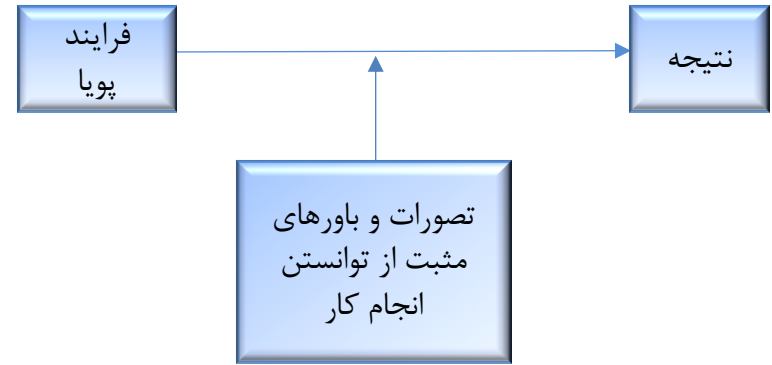 فرایند
پویا
نتیجه
تصورات و باورهای
مثبت از توانستن
انجام کار